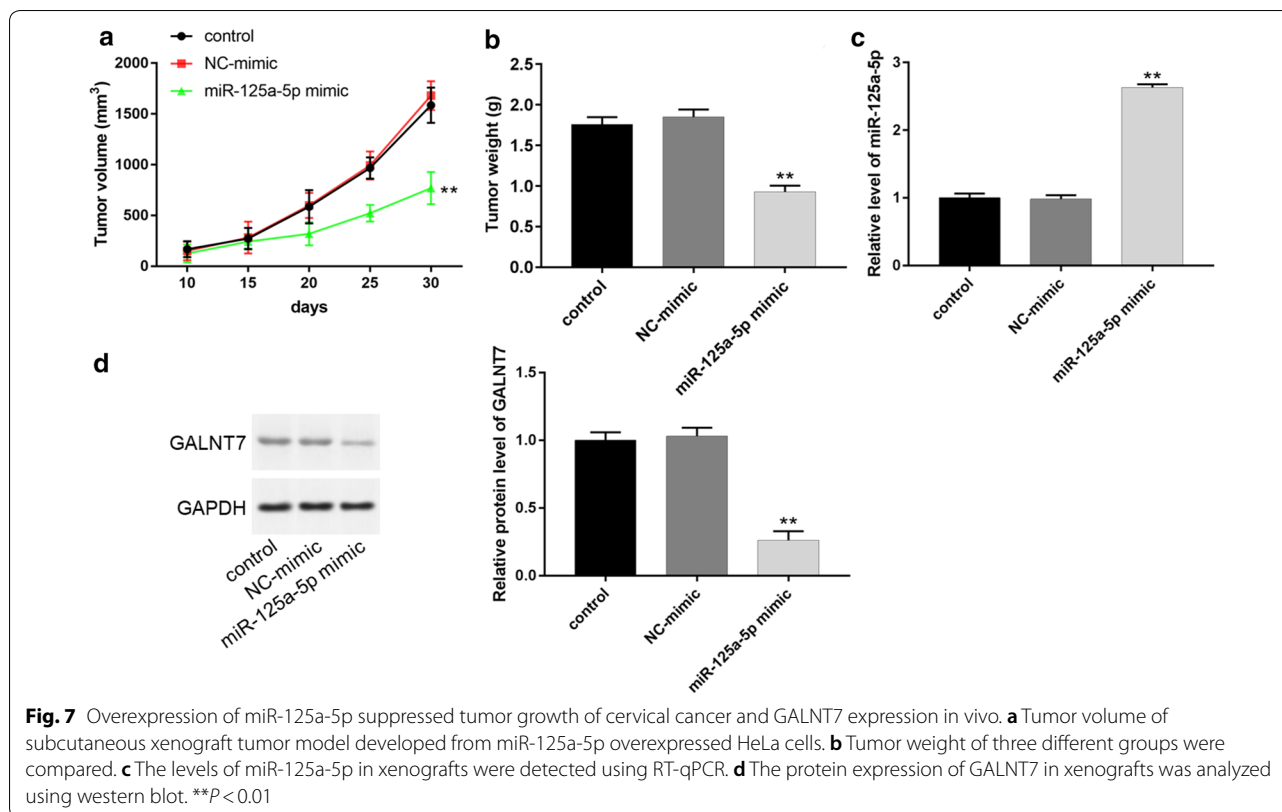 a
control
NC-mimic
miR-125a-5p mimic
Tumor volume (mm³)
2000
1500
1000
500
0
**
10 15 20 25 30
days
b
Tumor weight (g)
2.5
2.0
1.5
1.0
0.5
0.0
**
control
NC-mimic
miR-125a-5p mimic
c
Relative level of miR-125a-5p
3
2
1
0
**
control
NC-mimic
miR-125a-5p mimic
d
GALNT7
GAPDH
control
NC-mimic
miR-125a-5p mimic
Relative protein level of GALNT7
1.5
1.0
0.5
0.0
**
control
NC-mimic
miR-125a-5p mimic
Fig. 7 Overexpression of miR-125a-5p suppressed tumor growth of cervical cancer and GALNT7 expression in vivo. a Tumor volume of
subcutaneous xenograft tumor model developed from miR-125a-5p overexpressed HeLa cells. b Tumor weight of three different groups were
compared. c The levels of miR-125a-5p in xenografts were detected using RT-qPCR. d The protein expression of GALNT7 in xenografts was analyzed
using western blot. **P < 0.01